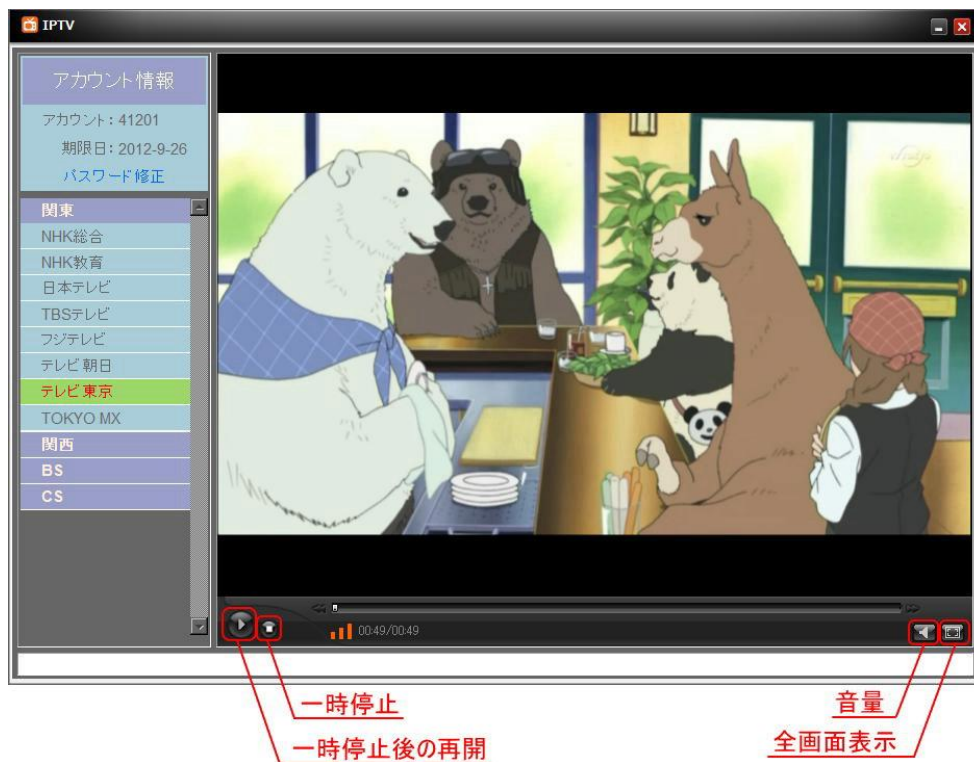 IPTV
アカウント情報
アカウント：41201
期限日：2012-9-26
パスワード修正
関東
NHK総合
NHK教育
日本テレビ
TBSテレビ
フジテレビ
テレビ朝日
テレビ東京
TOKYO MX
関西
BS
CS
00:49/00:49
一時停止
音量
一時停止後の再開
全画面表示